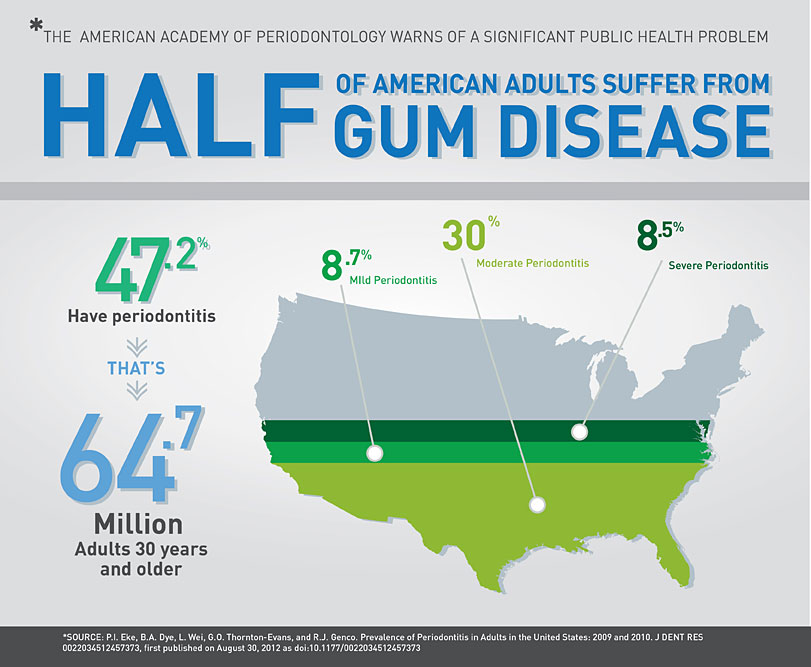 *THE AMERICAN ACADEMY OF PERIODONTOLOGY WARNS OF A SIGNIFICANT PUBLIC HEALTH PROBLEM
HALF OF AMERICAN ADULTS SUFFER FROM
GUM DISEASE
47.2%
Have periodontitis
THAT'S
64.7
Million
Adults 30 years
and older
8.7%
MIld Periodontitis
30%
Moderate Periodontitis
8.5%
Severe Periodontitis
*SOURCE: P.I. Eke, B.A. Dye, L. Wei, G.O. Thornton-Evans, and R.J. Genco. Prevalence of Periodontitis in Adults in the United States: 2009 and 2010. J DENT RES
0022034512457373, first published on August 30, 2012 as doi:10.1177/0022034512457373